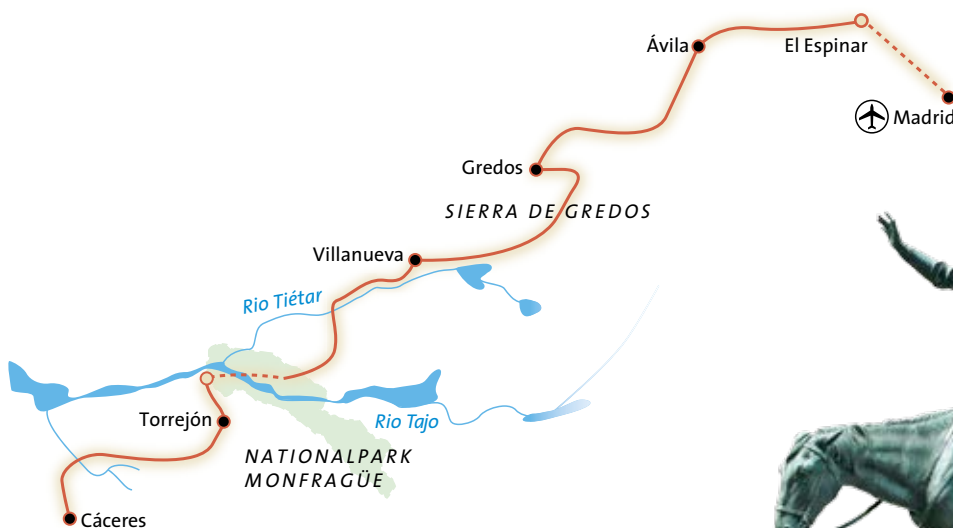 Ávila
El Espinar
Madrid
Gredos
SIERRA DE GREDOS
Villanueva
Rio Tiétar
Torrejón
Rio Tajo
NATIONALPARK
MONFRAGÜE
Cáceres